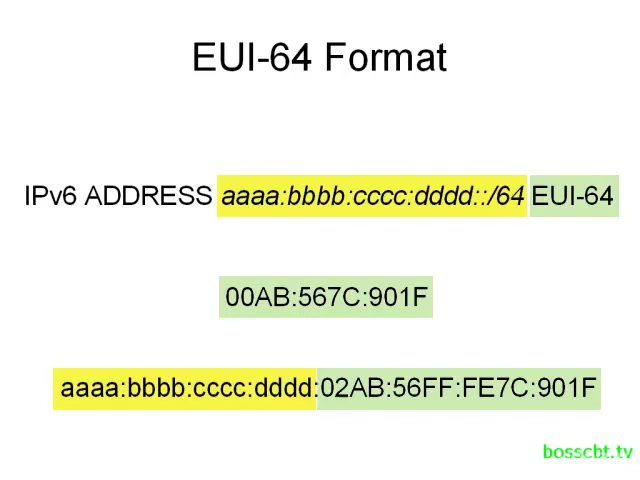 EUI-64 Format
IPv6 ADDRESS aaaa:bbbb:cccc:dddd::/64 EUI-64
00AB:567C:901F
aaaa:bbbb:cccc:dddd:02AB:56FF:FE7C:901F
bosscbt.tv